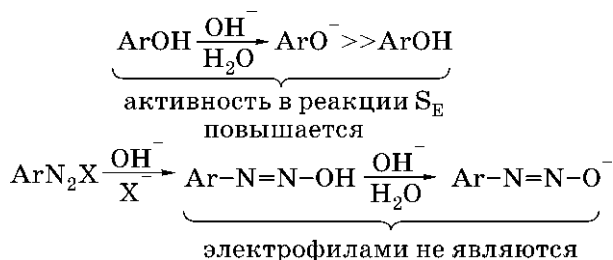 ArOH OH⁻ H₂O ArO⁻ >> ArOH
активность в реакции S_E
повышается
ArN₂X OH⁻ X⁻ Ar–N=N–OH OH⁻ H₂O Ar–N=N–O⁻
электрофилами не являются